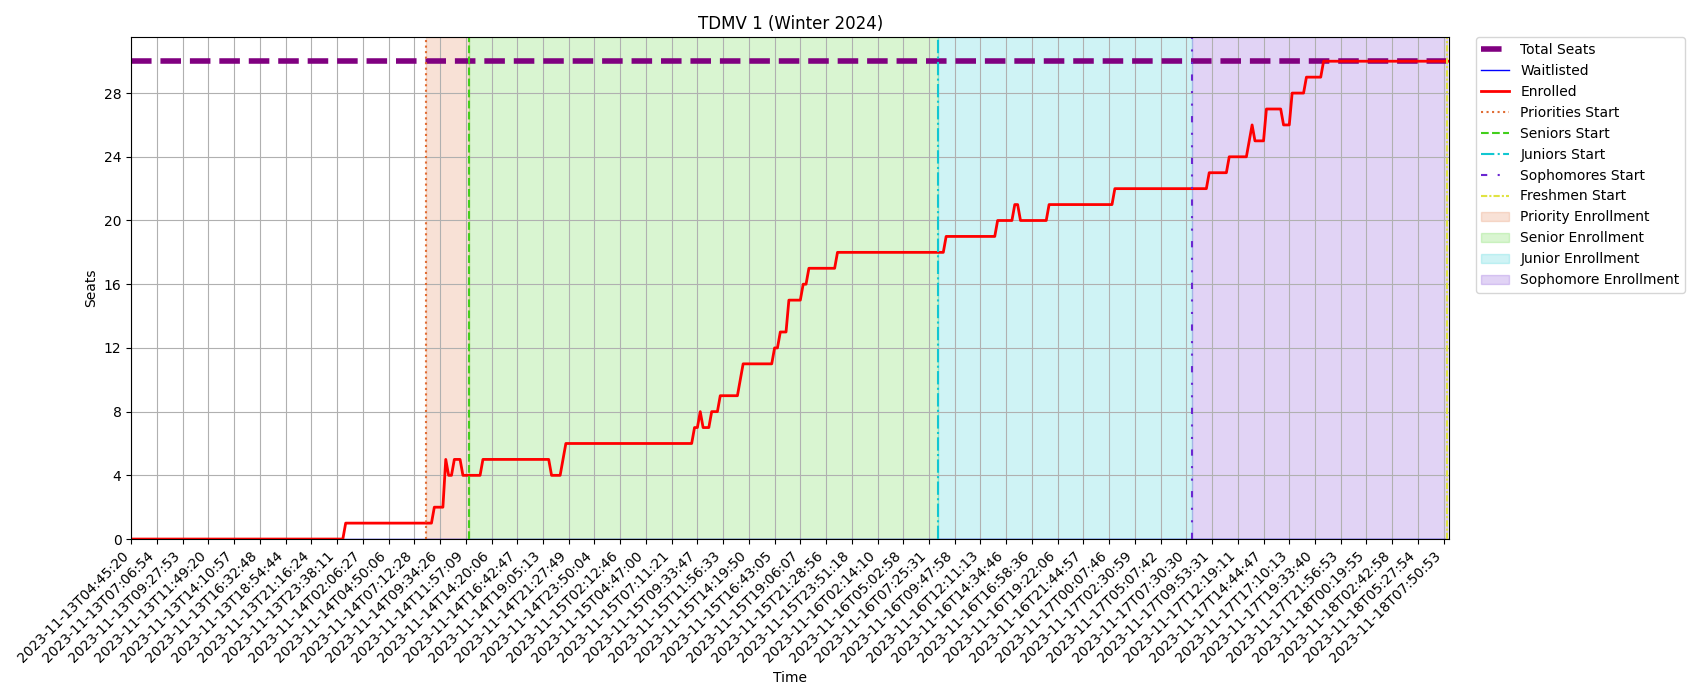 TDMV 1 (Winter 2024)
Total Seats
Waitlisted
Enrolled
Priorities Start
Seniors Start
Juniors Start
Sophomores Start
Freshmen Start
Priority Enrollment
Senior Enrollment
Junior Enrollment
Sophomore Enrollment
Seats
28
24
20
16
12
8
4
0
2023-11-13T04:45:20
2023-11-13T07:06:54
2023-11-13T09:27:53
2023-11-13T11:49:20
2023-11-13T14:10:57
2023-11-13T16:32:48
2023-11-13T18:54:44
2023-11-13T21:16:24
2023-11-13T23:38:11
2023-11-14T02:06:27
2023-11-14T04:50:06
2023-11-14T07:12:28
2023-11-14T09:34:26
2023-11-14T11:57:09
2023-11-14T14:20:06
2023-11-14T16:42:47
2023-11-14T19:05:13
2023-11-14T21:27:49
2023-11-14T23:50:04
2023-11-15T02:12:46
2023-11-15T04:47:00
2023-11-15T07:11:21
2023-11-15T09:33:47
2023-11-15T11:56:33
2023-11-15T14:19:50
2023-11-15T16:43:05
2023-11-15T19:06:07
2023-11-15T21:28:56
2023-11-15T23:51:18
2023-11-16T02:14:10
2023-11-16T05:02:58
2023-11-16T07:25:31
2023-11-16T09:47:58
2023-11-16T12:11:13
2023-11-16T14:34:46
2023-11-16T16:58:36
2023-11-16T19:22:06
2023-11-16T21:44:57
2023-11-17T00:07:46
2023-11-17T02:30:59
2023-11-17T05:07:42
2023-11-17T07:30:30
2023-11-17T09:53:31
2023-11-17T12:19:11
2023-11-17T14:44:47
2023-11-17T17:10:13
2023-11-17T19:33:40
2023-11-17T21:56:53
2023-11-18T00:19:55
2023-11-18T02:42:58
2023-11-18T05:27:54
2023-11-18T07:50:53
Time